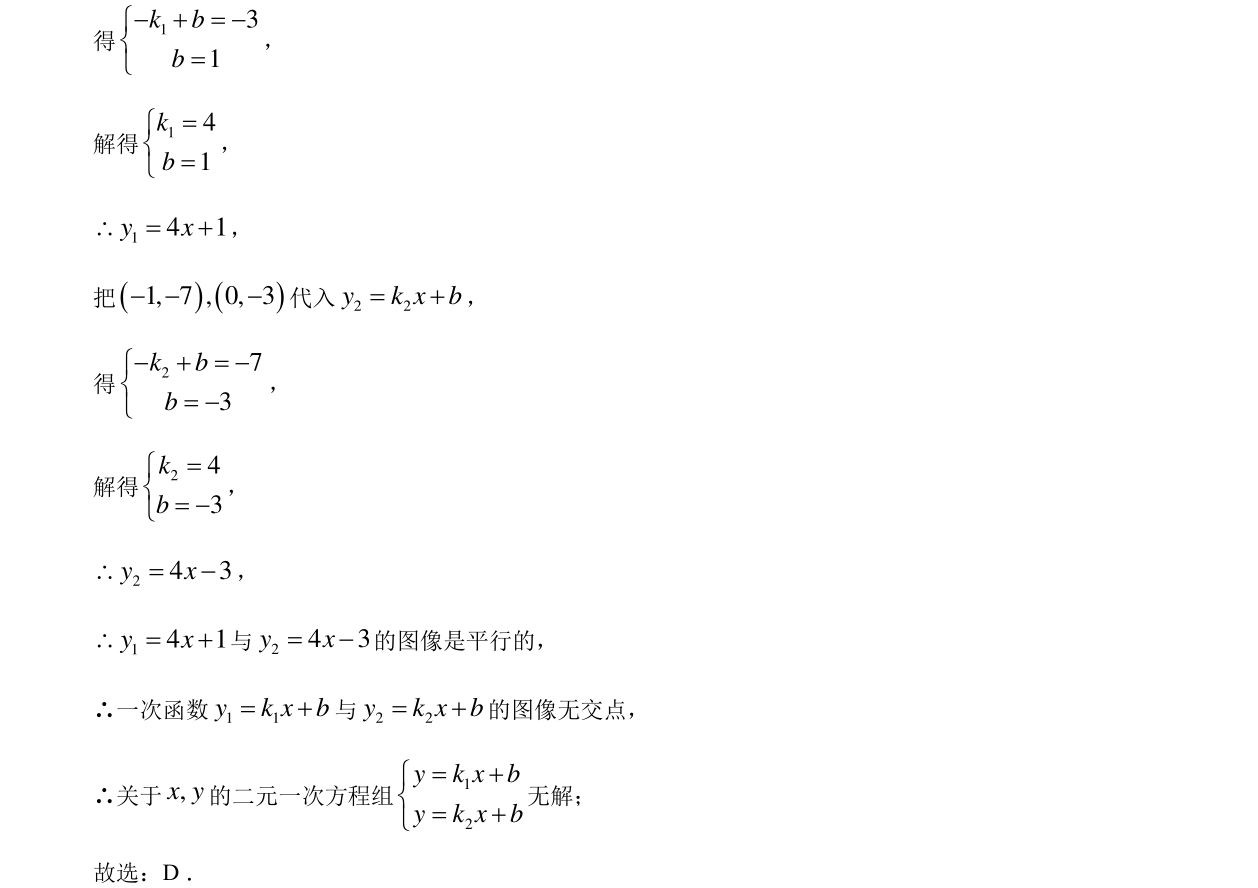 得{−k₁+b=−3
b=1，
解得{k₁=4
b=1，
∴y₁=4x+1，
把(−1,−7),(0,−3)代入y₂=k₂x+b，
得{−k₂+b=−7
b=−3，
解得{k₂=4
b=−3，
∴y₂=4x−3，
∴y₁=4x+1与y₂=4x−3的图像是平行的，
∴一次函数y₁=k₁x+b与y₂=k₂x+b的图像无交点，
∴关于x,y的二元一次方程组{y=k₁x+b
y=k₂x+b无解；
故选：D．